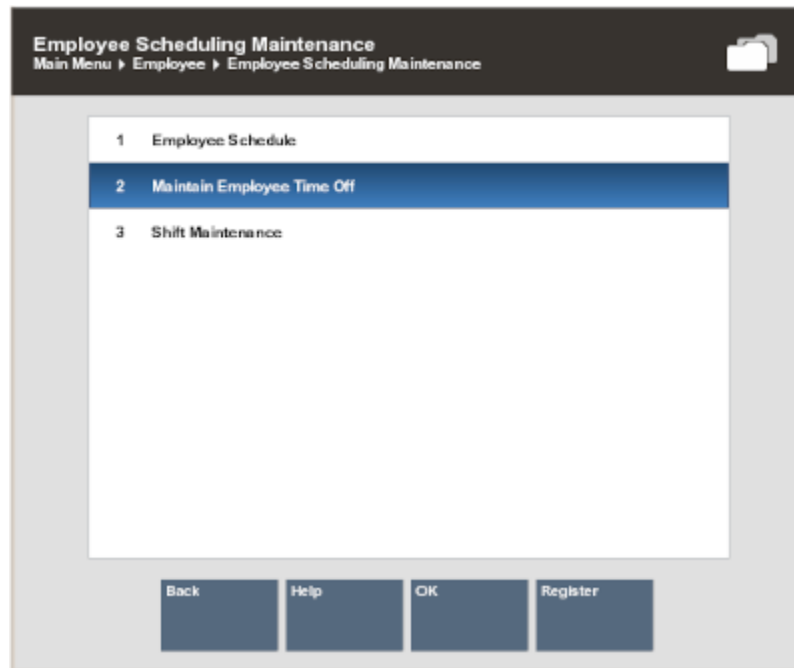 Employee Scheduling Maintenance
Main Menu ▸ Employee ▸ Employee Scheduling Maintenance
1 Employee Schedule
2 Maintain Employee Time Off
3 Shift Maintenance
Back Help OK Register